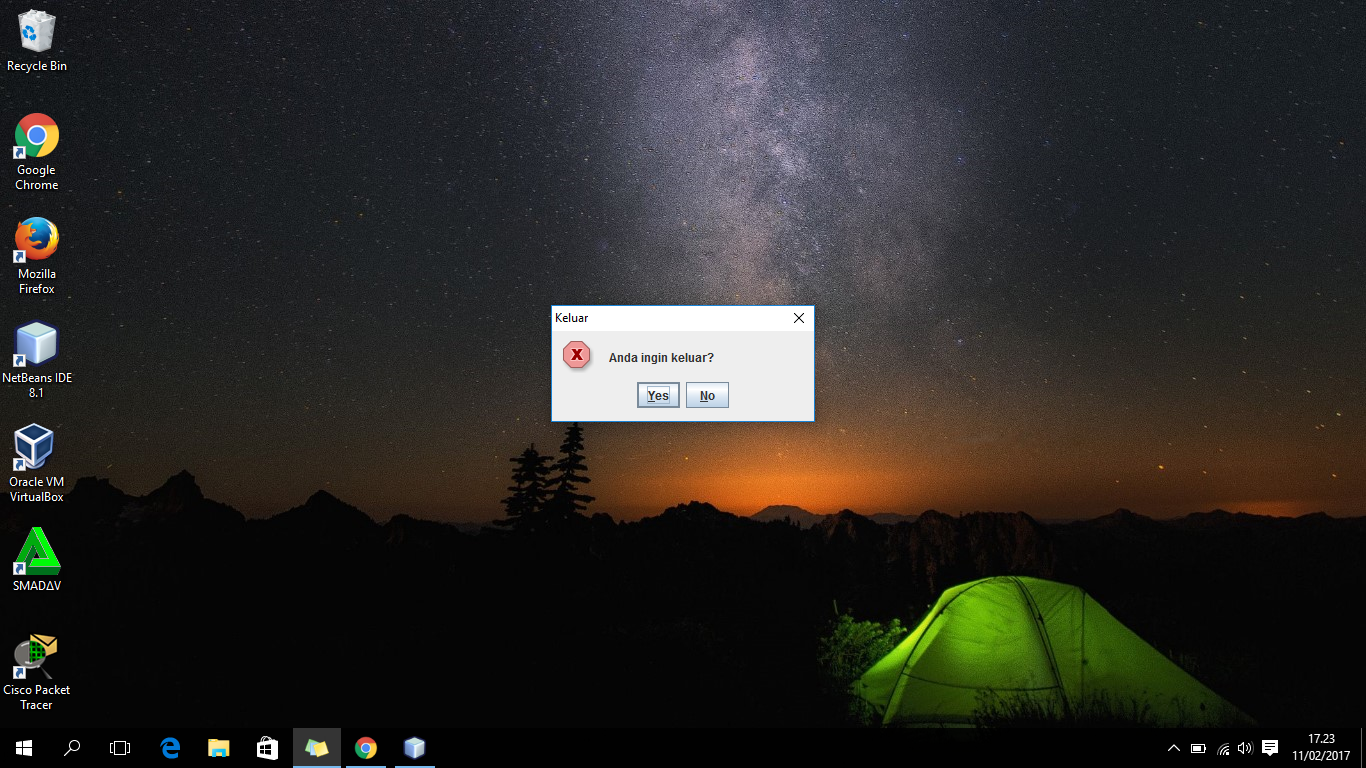 Recycle Bin
Google
Chrome
Mozilla
Firefox
NetBeans IDE
8.1
Oracle VM
VirtualBox
SMADΔV
Cisco Packet
Tracer
Keluar
Anda ingin keluar?
Yes No
17.23
11/02/2017